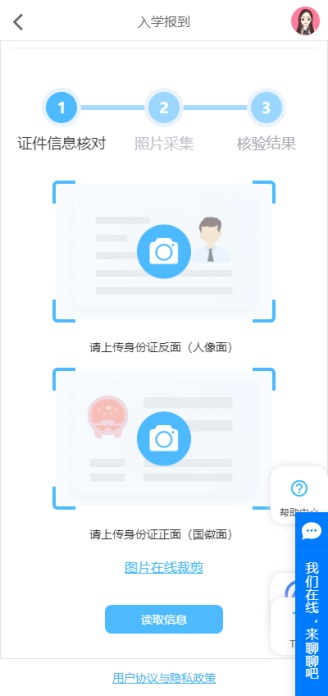 入学报到
1
2
3
证件信息核对
照片采集
核验结果
请上传身份证反面（人像面）
请上传身份证正面（国徽面）
图片在线裁剪
读取信息
用户协议与隐私政策
帮助中心
我们在线，来聊聊吧